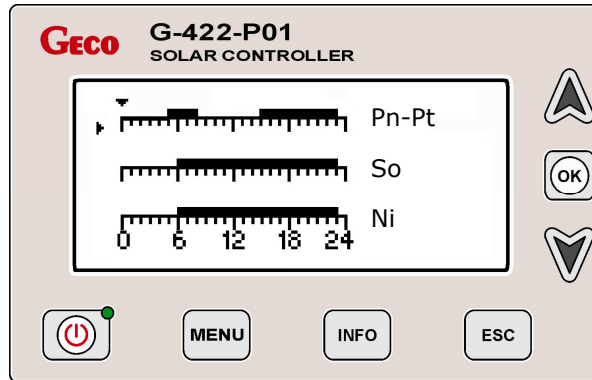 GECO
G-422-P01
SOLAR CONTROLLER
Pn-Pt
So
Ni
0 6 12 18 24
OK
MENU
INFO
ESC